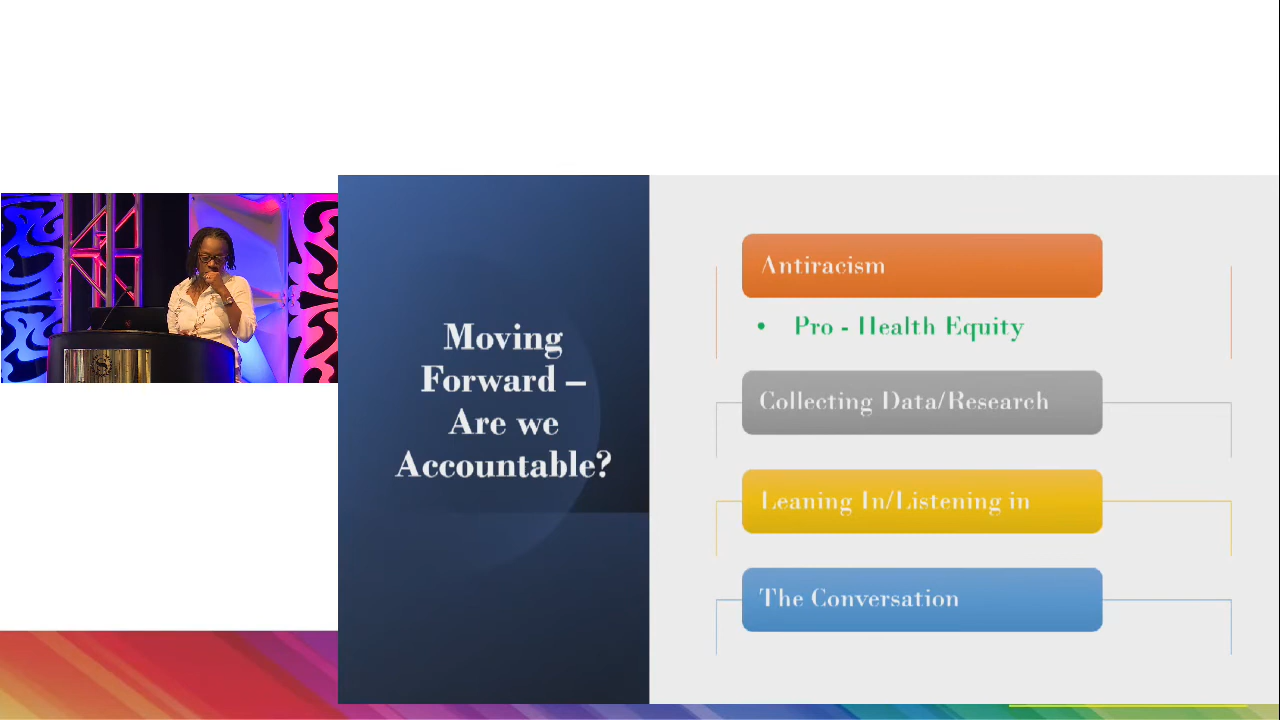 Moving
Forward –
Are we
Accountable?
Antiracism
• Pro - Health Equity
Collecting Data/Research
Leaning In/Listening in
The Conversation